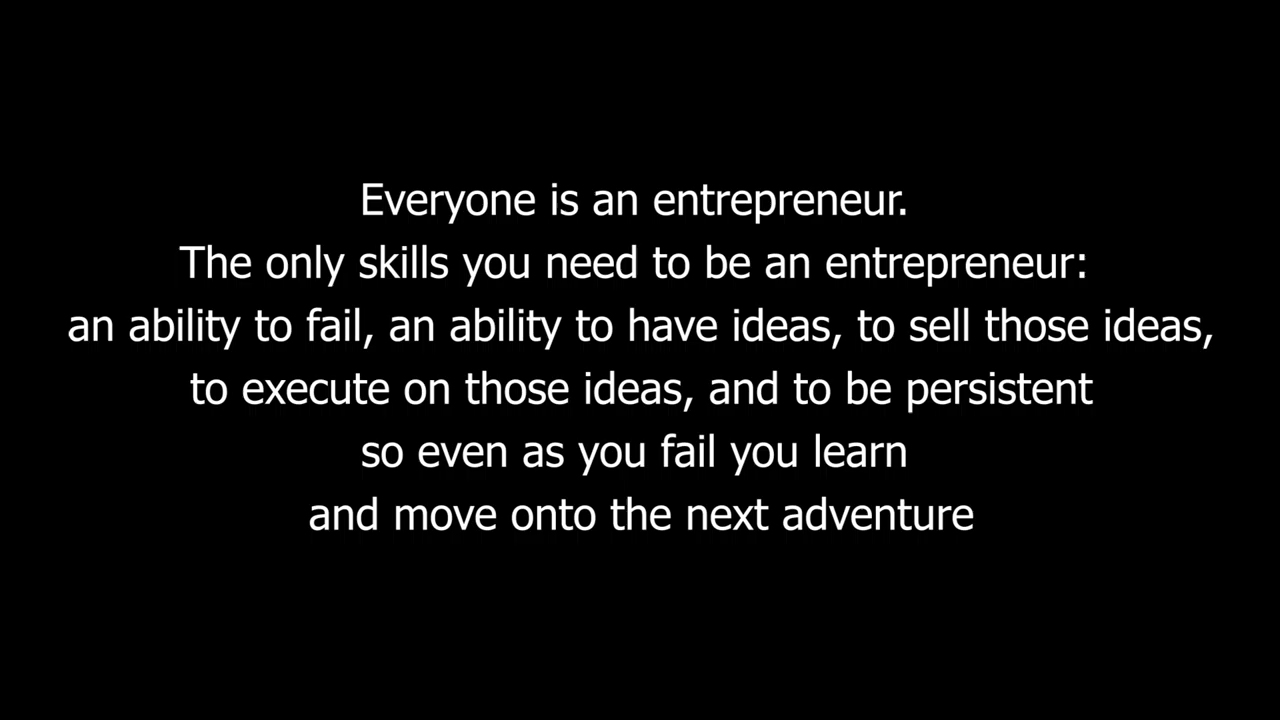 Everyone is an entrepreneur.
The only skills you need to be an entrepreneur:
an ability to fail, an ability to have ideas, to sell those ideas,
to execute on those ideas, and to be persistent
so even as you fail you learn
and move onto the next adventure